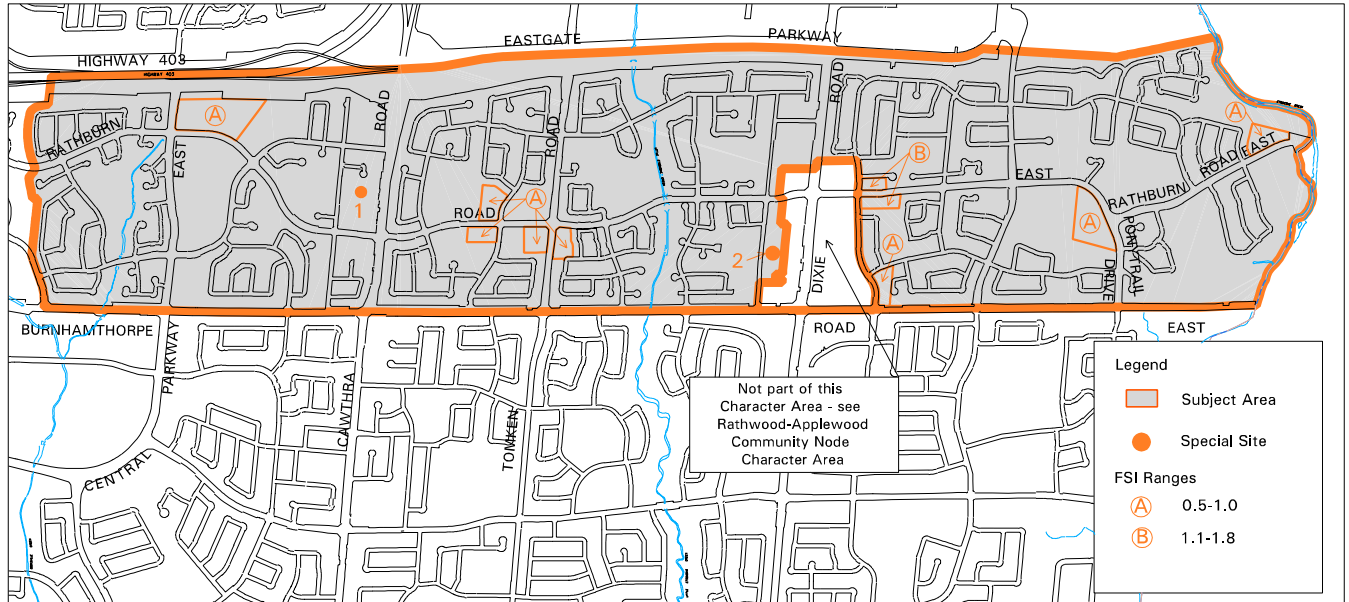 EASTGATE
PARKWAY
HIGHWAY 403
HIGHWAY 403
RATHBURN
EAST
ROAD
ROAD
ROAD
A
A
B
EAST
ROAD EAST
RATHBURN
1
ROAD
A
A
A
2
DIXIE
DRIVE
PONYTRAIL
BURNHAMTHORPE
ROAD
EAST
PARKWAY
CAWTHRA
TOMKEN
CENTRAL
Not part of this
Character Area - see
Rathwood-Applewood
Community Node
Character Area
Legend
Subject Area
Special Site
FSI Ranges
A 0.5-1.0
B 1.1-1.8